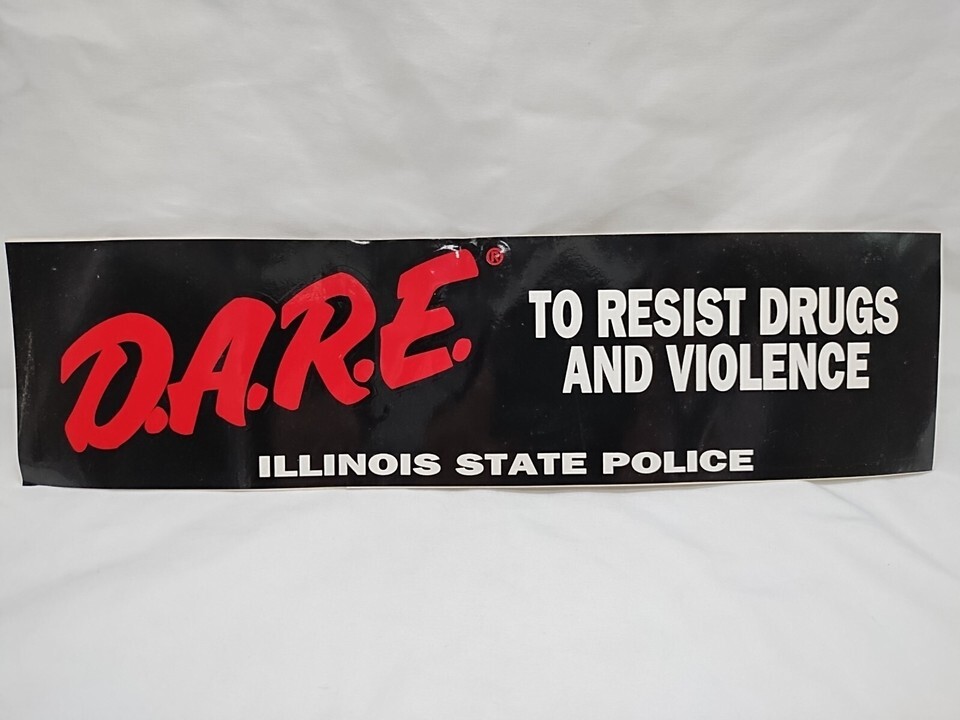 D.A.R.E.®
TO RESIST DRUGS
AND VIOLENCE
ILLINOIS STATE POLICE